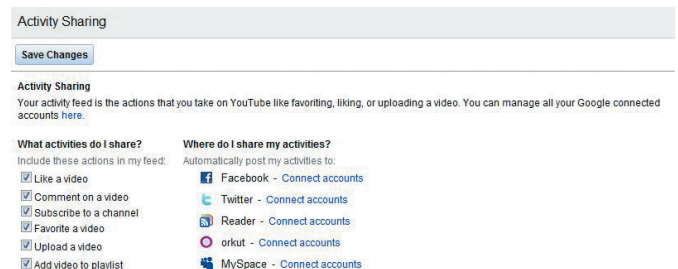 Activity Sharing
Save Changes
Activity Sharing
Your activity feed is the actions that you take on YouTube like favoriting, liking, or uploading a video. You can manage all your Google connected
accounts here.
What activities do I share?
Include these actions in my feed:
Like a video
Comment on a video
Subscribe to a channel
Favorite a video
Upload a video
Add video to playlist
Where do I share my activities?
Automatically post my activities to:
Facebook - Connect accounts
Twitter - Connect accounts
Reader - Connect accounts
orkut - Connect accounts
MySpace - Connect accounts